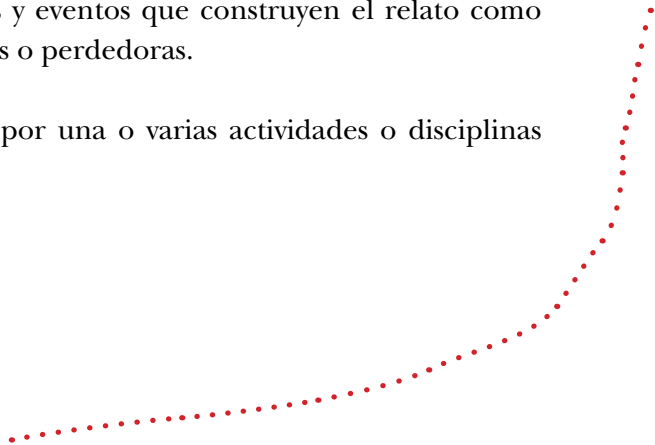 y eventos que construyen el relato como
o perdedoras.
por una o varias actividades o disciplinas